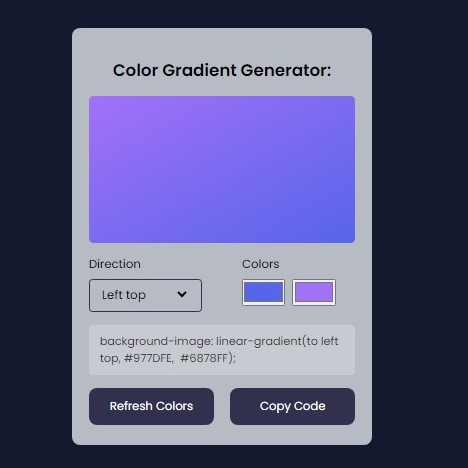 Color Gradient Generator:
Direction
Colors
Left top
background-image: linear-gradient(to left
top, #977DFE,  #6878FF);
Refresh Colors
Copy Code